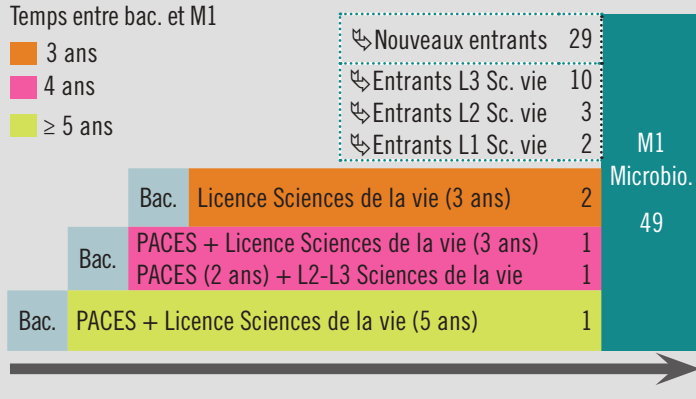 Temps entre bac. et M1
3 ans
4 ans
≥ 5 ans
Nouveaux entrants 29
Entrants L3 Sc. vie 10
Entrants L2 Sc. vie 3
Entrants L1 Sc. vie 2
M1
Microbio.
49
Bac. Licence Sciences de la vie (3 ans) 2
Bac.
PACES + Licence Sciences de la vie (3 ans) 1
PACES (2 ans) + L2-L3 Sciences de la vie 1
Bac. PACES + Licence Sciences de la vie (5 ans) 1